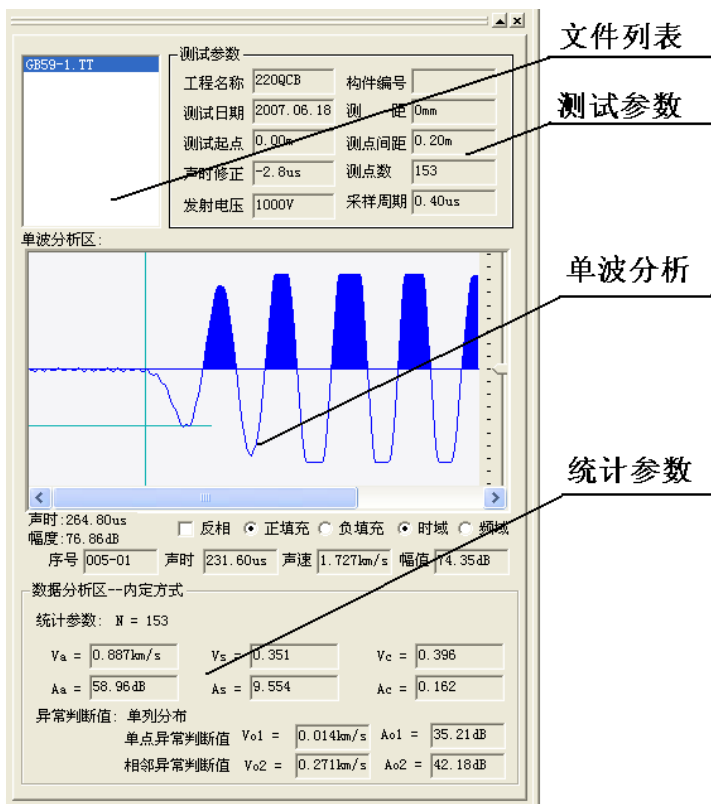 文件列表
GB59-1.TT
测试参数
工程名称 220QCB 构件编号
测试参数
测试日期 2007.06.18 测 距 0mm
测试起点 0.00m 测点间距 0.20m
声时修正 -2.8us 测点数 153
发射电压 1000V 采样周期 0.40us
单波分析区:
单波分析
统计参数
声时:264.80us
幅度:76.86dB
反相 正填充 负填充 时域 频域
序号 005-01 声时 231.60us 声速 1.727km/s 幅值 74.35dB
数据分析区--内定方式
统计参数: N = 153
Va = 0.887km/s Vs = 0.351 Vc = 0.396
Aa = 58.96dB As = 9.554 Ac = 0.162
异常判断值: 单列分布
单点异常判断值 Vo1 = 0.014km/s Ao1 = 35.21dB
相邻异常判断值 Vo2 = 0.271km/s Ao2 = 42.18dB